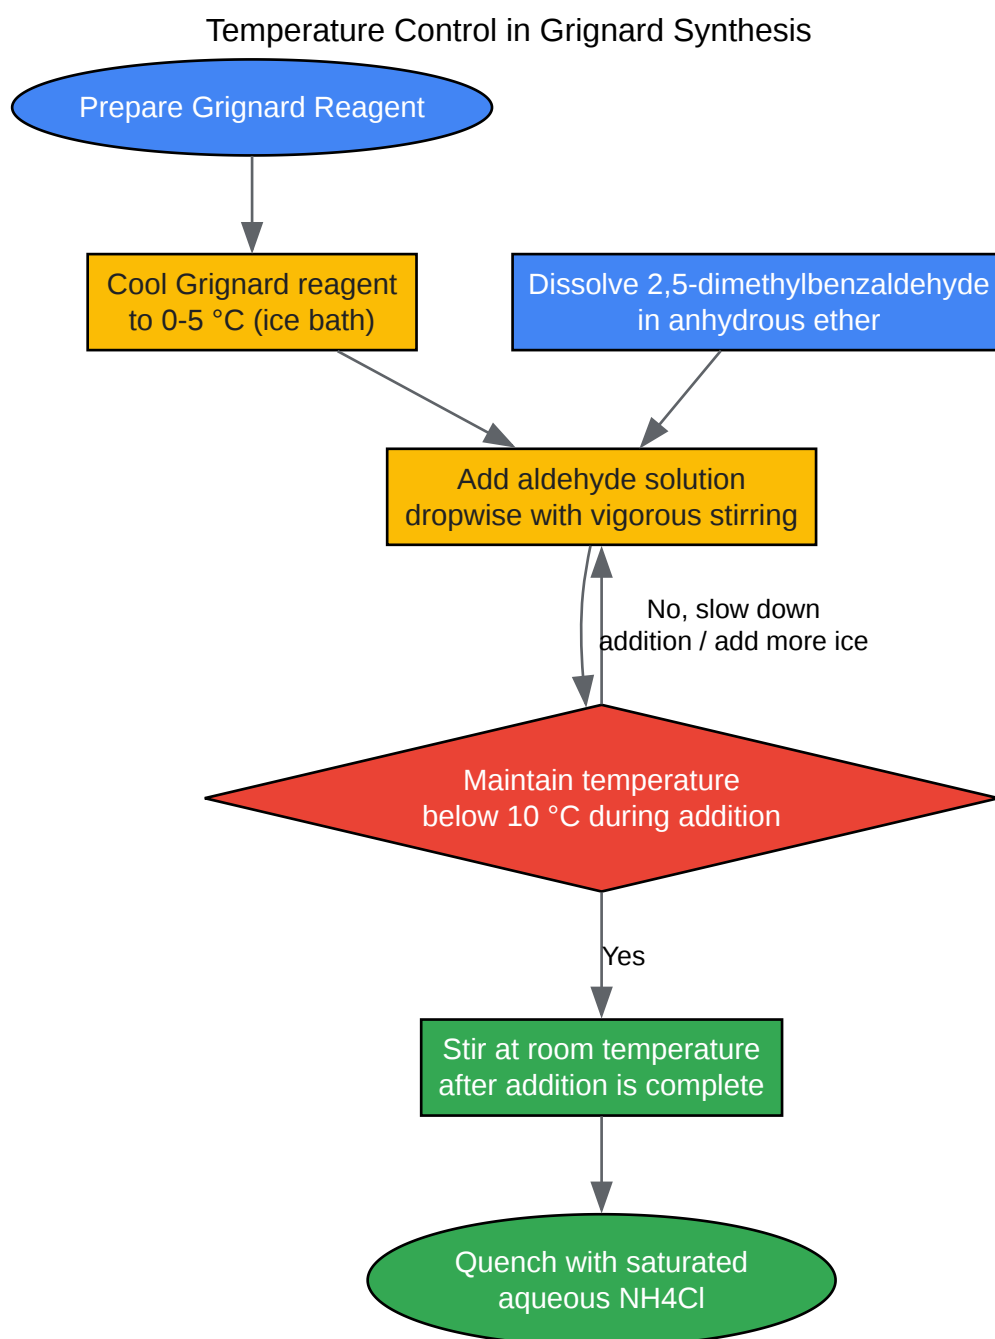 Temperature Control in Grignard Synthesis
Prepare Grignard Reagent
Cool Grignard reagent
to 0-5 °C (ice bath)
Dissolve 2,5-dimethylbenzaldehyde
in anhydrous ether
Add aldehyde solution
dropwise with vigorous stirring
No, slow down
addition / add more ice
Maintain temperature
below 10 °C during addition
Yes
Stir at room temperature
after addition is complete
Quench with saturated
aqueous NH4Cl